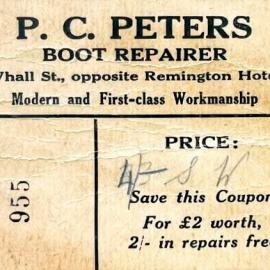 P. C. PETERS
BOOT REPAIRER
Whall St., opposite Remington Hote
Modern and First-class Workmanship
955
PRICE:
4/- S W
Save this Coupon
For £2 worth,
2/- in repairs free